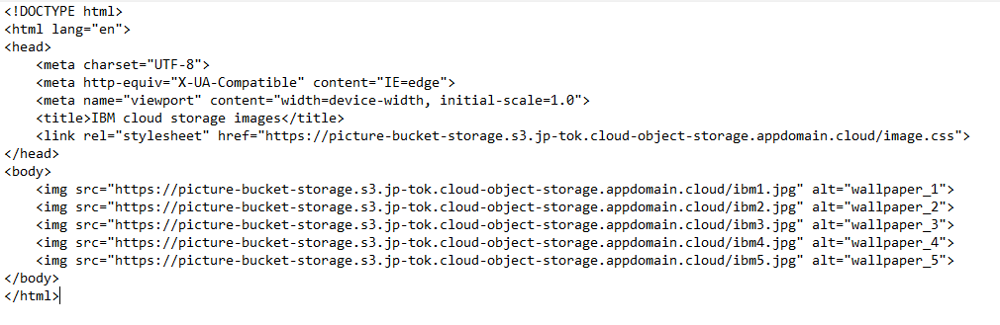 <!DOCTYPE html>
<html lang="en">
<head>
    <meta charset="UTF-8">
    <meta http-equiv="X-UA-Compatible" content="IE=edge">
    <meta name="viewport" content="width=device-width, initial-scale=1.0">
    <title>IBM cloud storage images</title>
    <link rel="stylesheet" href="https://picture-bucket-storage.s3.jp-tok.cloud-object-storage.appdomain.cloud/image.css">
</head>
<body>
    <img src="https://picture-bucket-storage.s3.jp-tok.cloud-object-storage.appdomain.cloud/ibm1.jpg" alt="wallpaper_1">
    <img src="https://picture-bucket-storage.s3.jp-tok.cloud-object-storage.appdomain.cloud/ibm2.jpg" alt="wallpaper_2">
    <img src="https://picture-bucket-storage.s3.jp-tok.cloud-object-storage.appdomain.cloud/ibm3.jpg" alt="wallpaper_3">
    <img src="https://picture-bucket-storage.s3.jp-tok.cloud-object-storage.appdomain.cloud/ibm4.jpg" alt="wallpaper_4">
    <img src="https://picture-bucket-storage.s3.jp-tok.cloud-object-storage.appdomain.cloud/ibm5.jpg" alt="wallpaper_5">
</body>
</html>